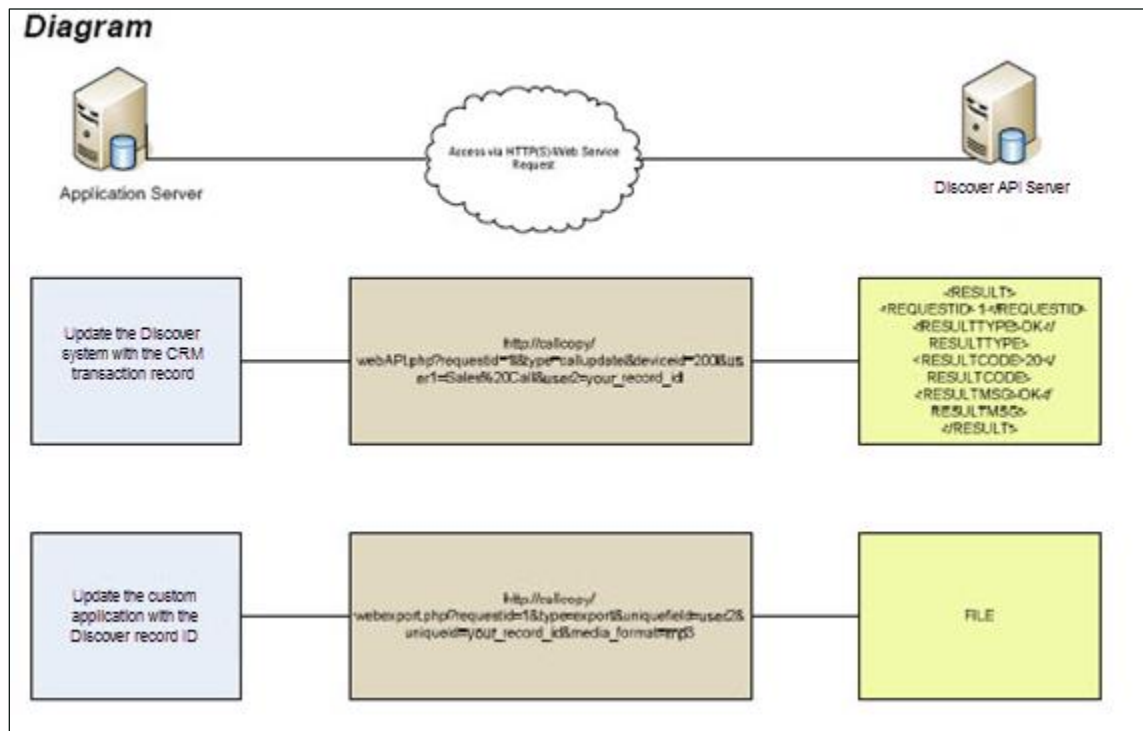 Diagram
Access via HTTP(S)/Web Service
Request
Application Server
Discover API Server
Update the Discover
system with the CRM
transaction record
http://callcopy/
webAPI.php?requestid=1&type=callupdate&deviceid=200&us
er1=Sales%20Call&user2=your_record_id
<RESULT>
<REQUESTID>1</REQUESTID>
<RESULTTYPE>OK</
RESULTTYPE>
<RESULTCODE>20</
RESULTCODE>
<RESULTMSG>OK</
RESULTMSG>
</RESULT>
Update the custom
application with the
Discover record ID
http://callcopy/
webexport.php?requestid=1&type=export&uniquefield=user2&
uniqueid=your_record_id&media_format=mp3
FILE